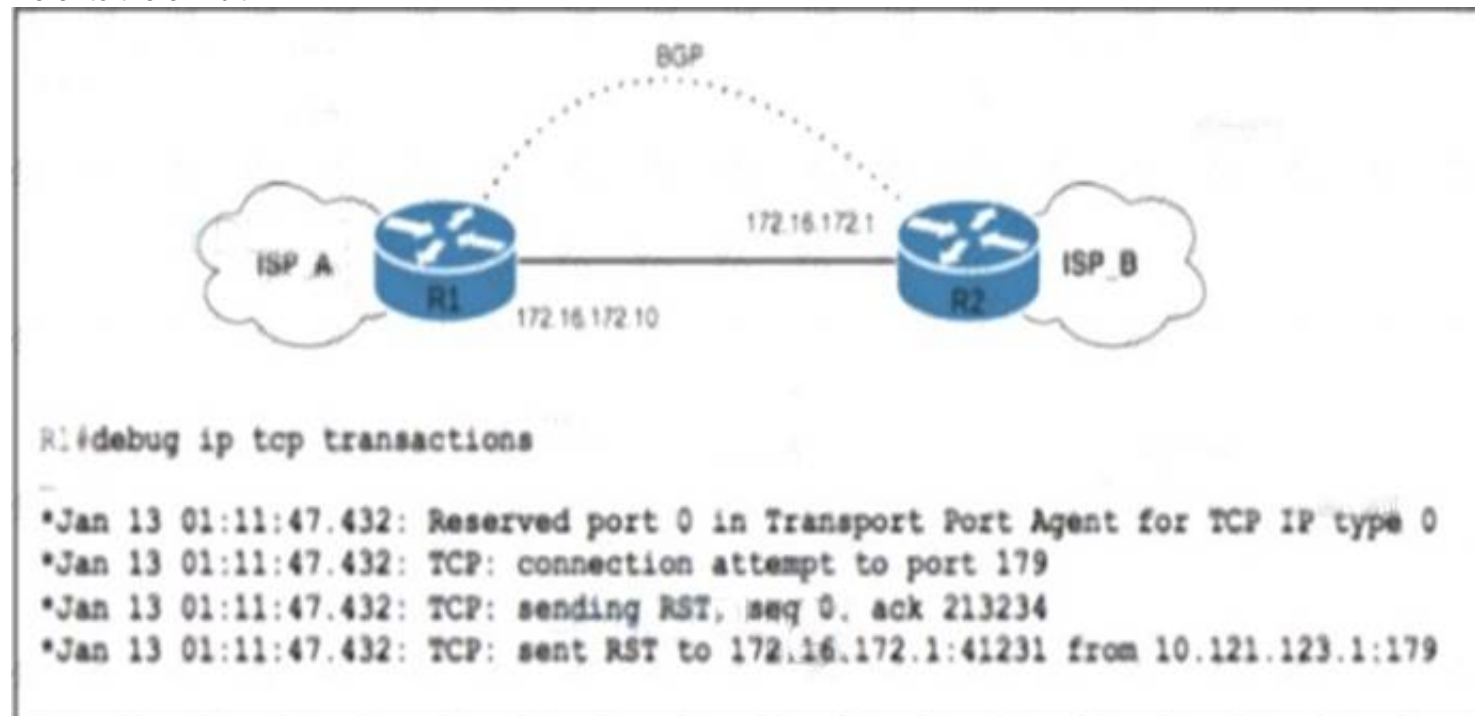 BGP
172.16.172.1
ISP_A
ISP_B
R1
R2
172.16.172.10
R1#debug ip tcp transactions
*Jan 13 01:11:47.432: Reserved port 0 in Transport Port Agent for TCP IP type 0
*Jan 13 01:11:47.432: TCP: connection attempt to port 179
*Jan 13 01:11:47.432: TCP: sending RST, seq 0, ack 213234
*Jan 13 01:11:47.432: TCP: sent RST to 172.16.172.1:41231 from 10.121.123.1:179